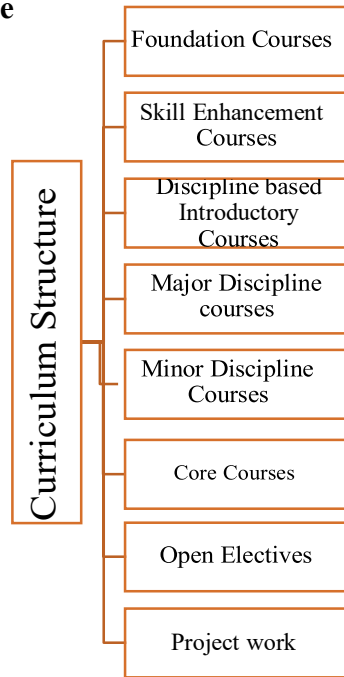 e
Foundation Courses
Skill Enhancement
Courses
Discipline based
Introductory
Courses
Major Discipline
courses
Minor Discipline
Courses
Core Courses
Open Electives
Project work
Curriculum Structure